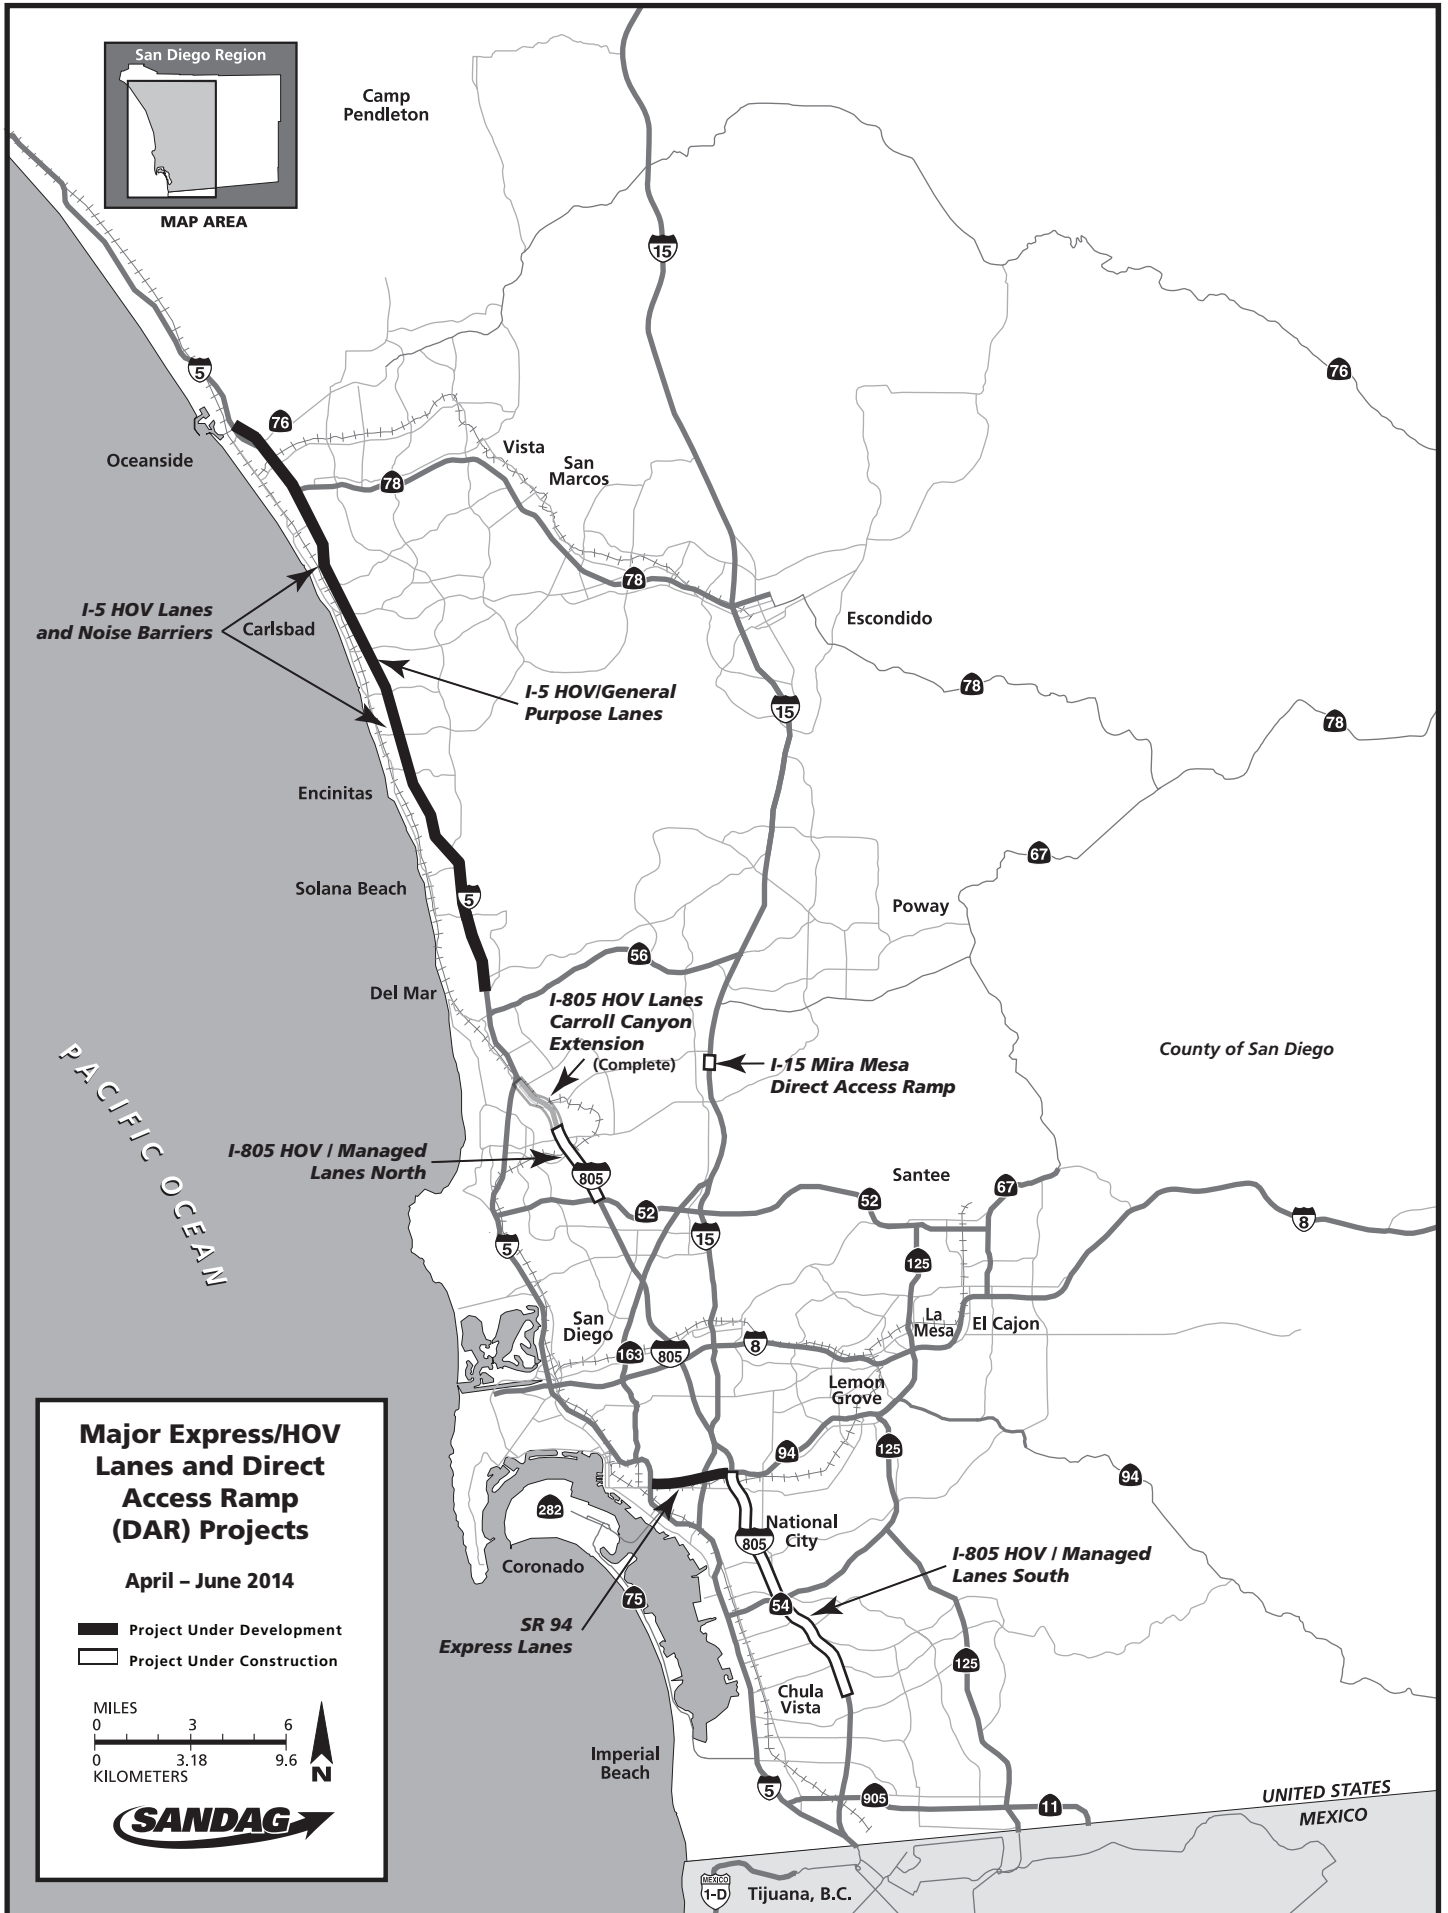 San Diego Region
MAP AREA
Camp
Pendleton
15
5
76
76
Oceanside
Vista
San
Marcos
78
78
I-5 HOV Lanes
and Noise Barriers
Carlsbad
Escondido
I-5 HOV/General
Purpose Lanes
78
15
78
Encinitas
67
Solana Beach
5
Poway
56
Del Mar
I-805 HOV Lanes
Carroll Canyon
Extension
(Complete)
I-15 Mira Mesa
Direct Access Ramp
County of San Diego
PACIFIC OCEAN
I-805 HOV / Managed
Lanes North
805
Santee
67
52
52
8
5
15
125
San
Diego
La
Mesa
El Cajon
163
805
8
Lemon
Grove
94
125
94
282
National
City
805
Coronado
I-805 HOV / Managed
Lanes South
75
54
SR 94
Express Lanes
125
Chula
Vista
Imperial
Beach
5
905
11
UNITED STATES
MEXICO
MEXICO
1-D
Tijuana, B.C.
Major Express/HOV
Lanes and Direct
Access Ramp
(DAR) Projects
April – June 2014
Project Under Development
Project Under Construction
MILES
0 3 6
0 3.18 9.6
KILOMETERS
N
SANDAG